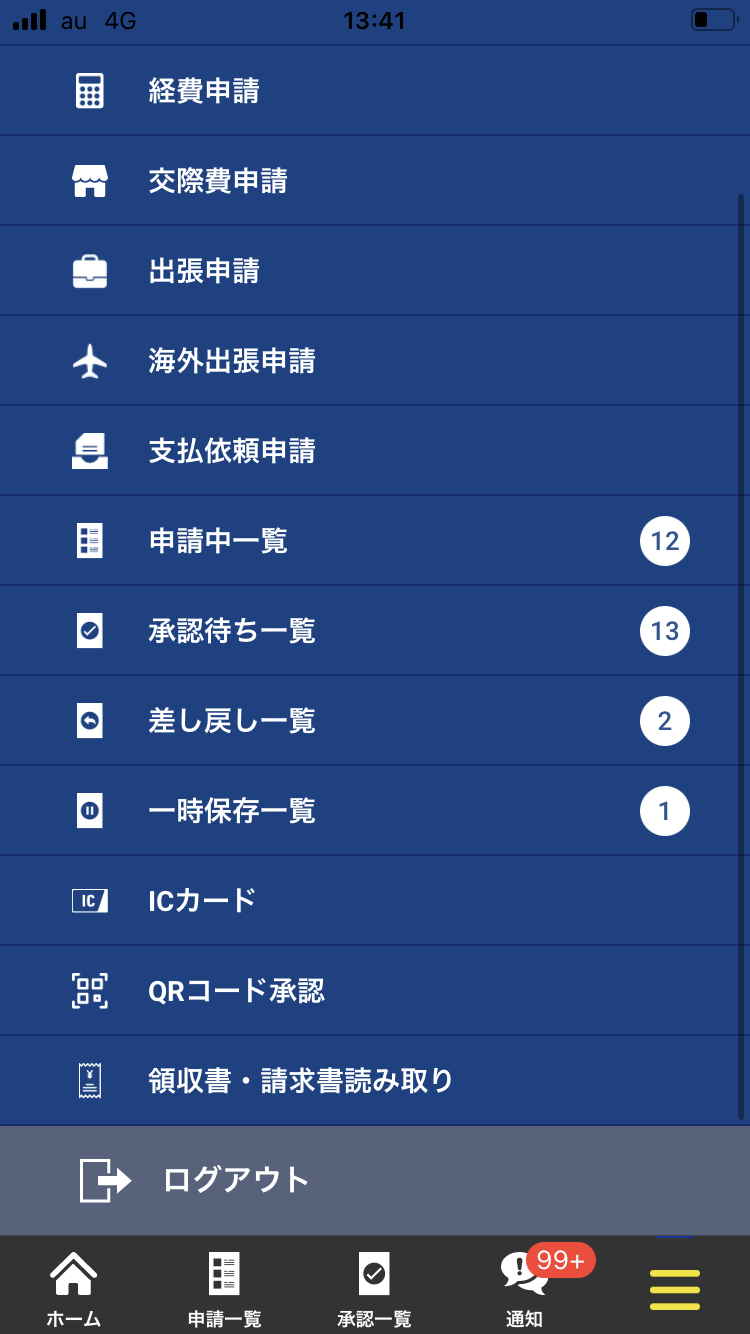 au 4G 13:41
経費申請
交際費申請
出張申請
海外出張申請
支払依頼申請
申請中一覧 12
承認待ち一覧 13
差し戻し一覧 2
一時保存一覧 1
IC ICカード
QRコード承認
¥ 領収書・請求書読み取り
ログアウト
99+
ホーム 申請一覧 承認一覧 通知